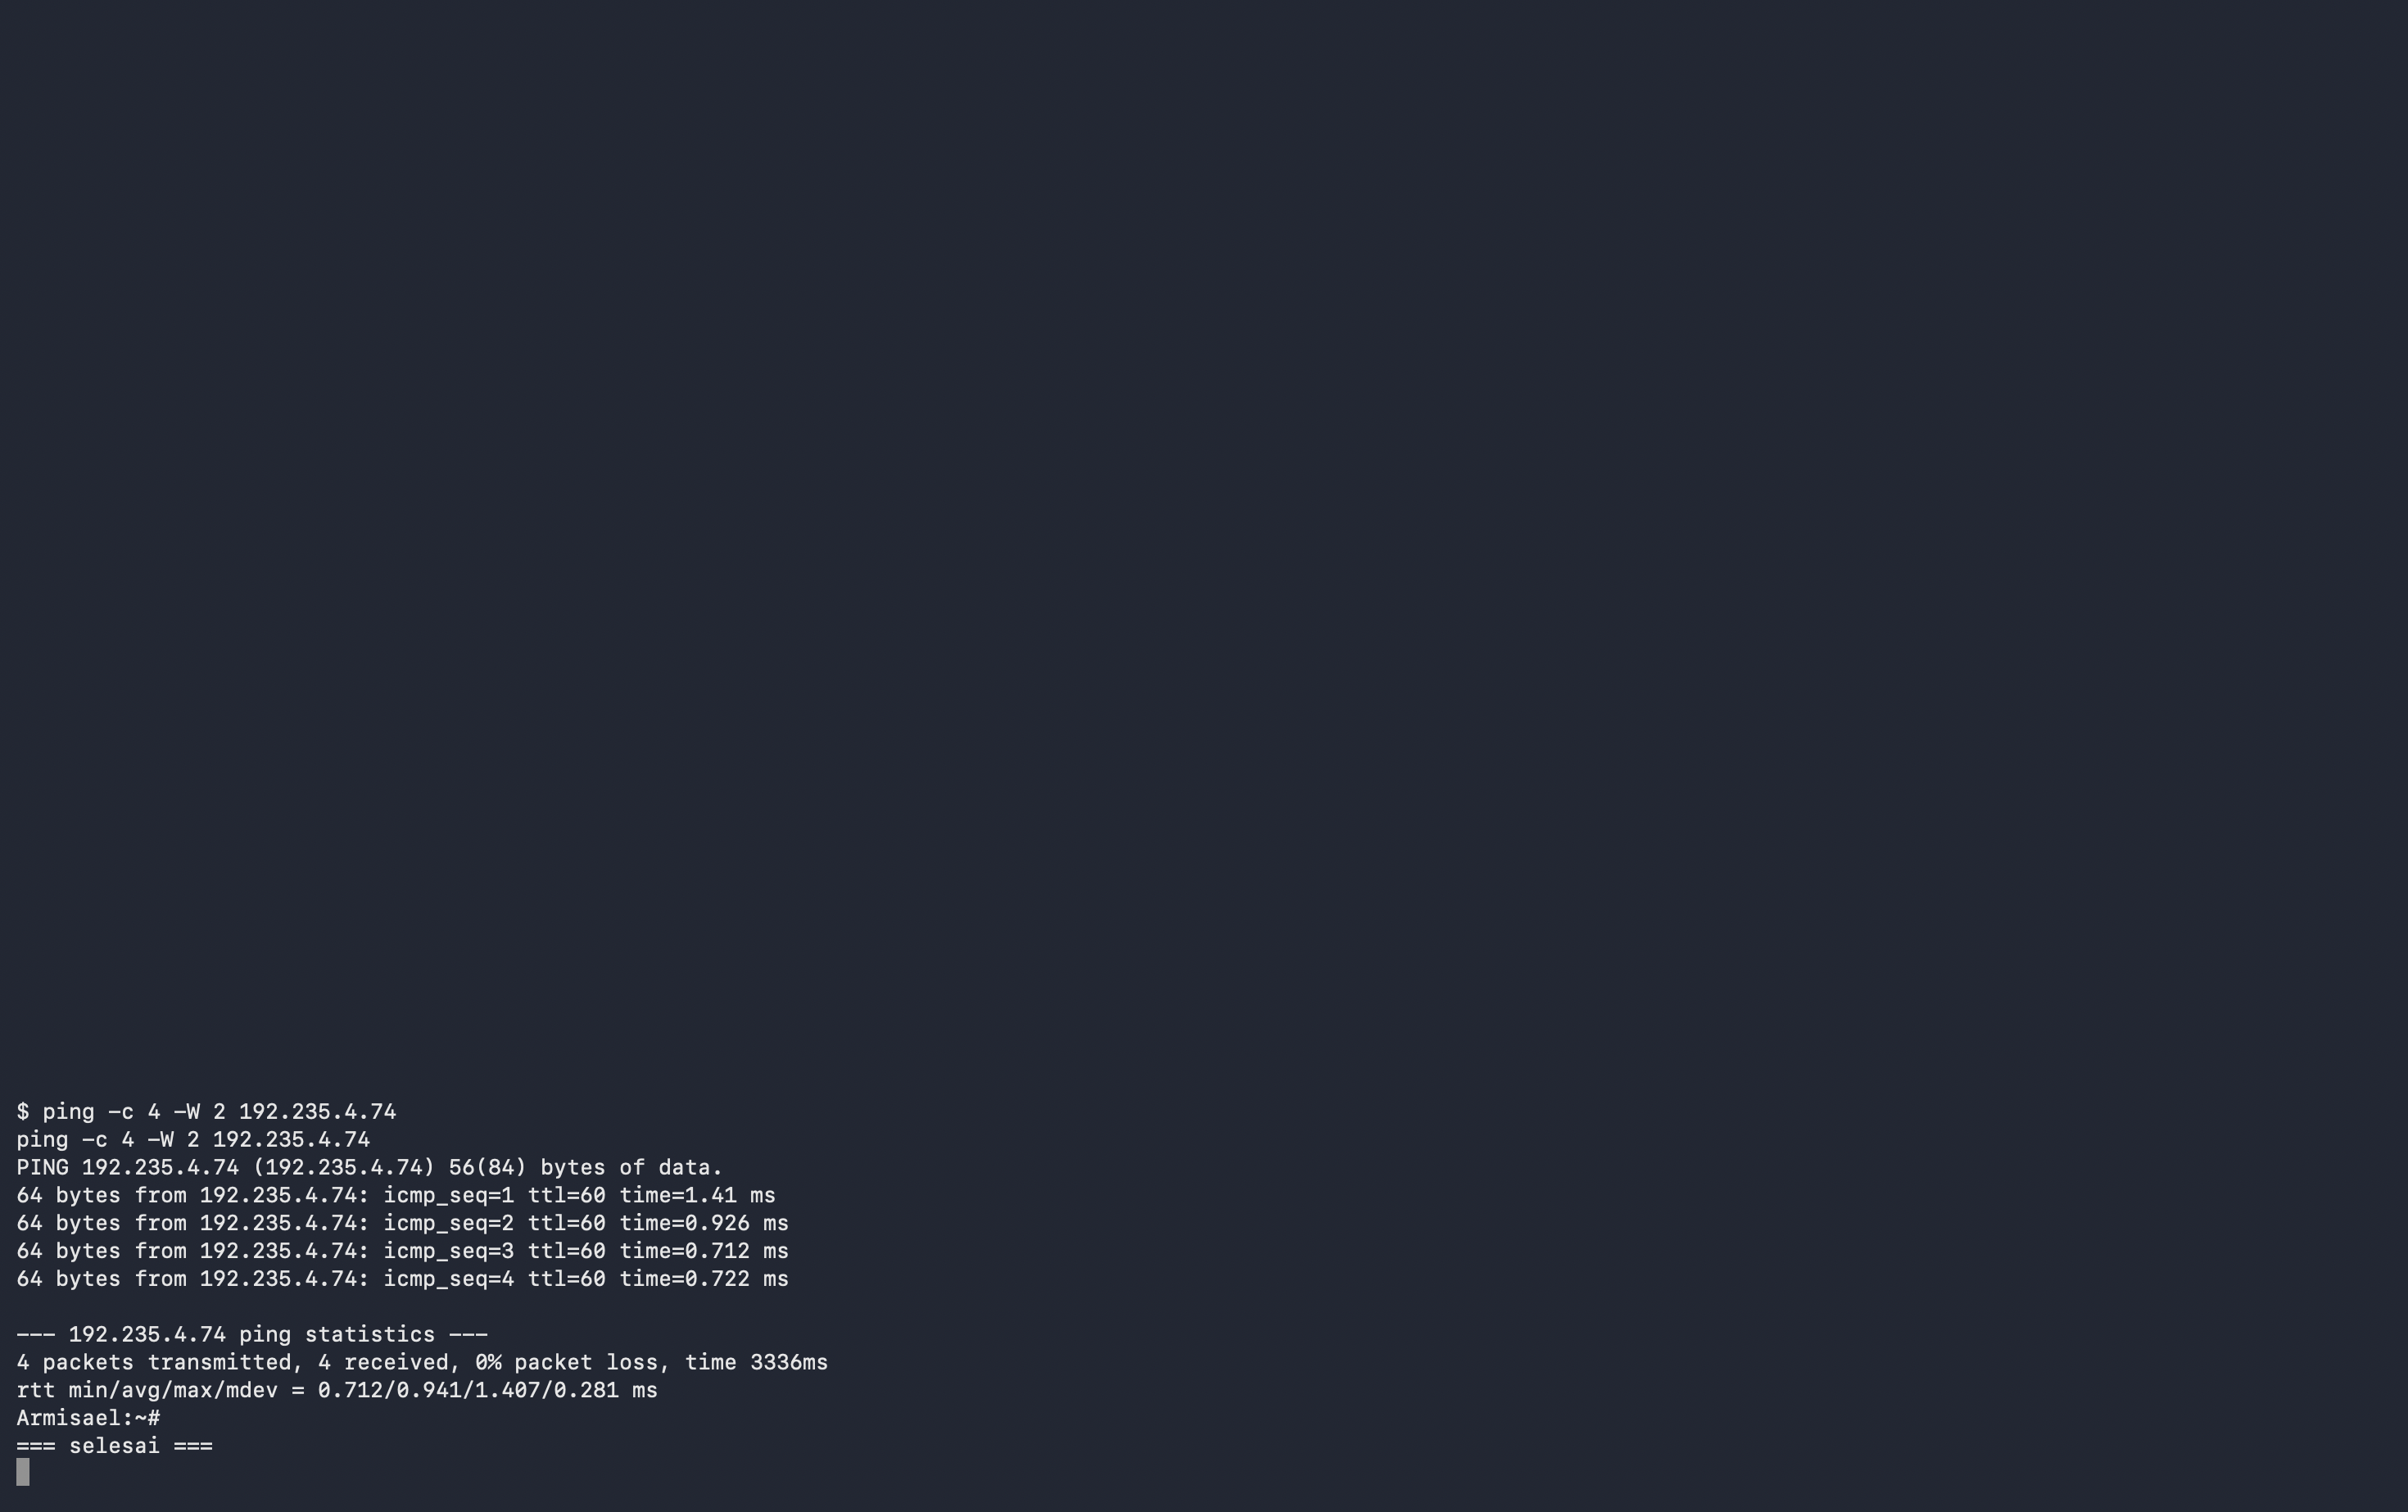 $ ping -c 4 -W 2 192.235.4.74
ping -c 4 -W 2 192.235.4.74
PING 192.235.4.74 (192.235.4.74) 56(84) bytes of data.
64 bytes from 192.235.4.74: icmp_seq=1 ttl=60 time=1.41 ms
64 bytes from 192.235.4.74: icmp_seq=2 ttl=60 time=0.926 ms
64 bytes from 192.235.4.74: icmp_seq=3 ttl=60 time=0.712 ms
64 bytes from 192.235.4.74: icmp_seq=4 ttl=60 time=0.722 ms

--- 192.235.4.74 ping statistics ---
4 packets transmitted, 4 received, 0% packet loss, time 3336ms
rtt min/avg/max/mdev = 0.712/0.941/1.407/0.281 ms
Armisael:~#
=== selesai ===